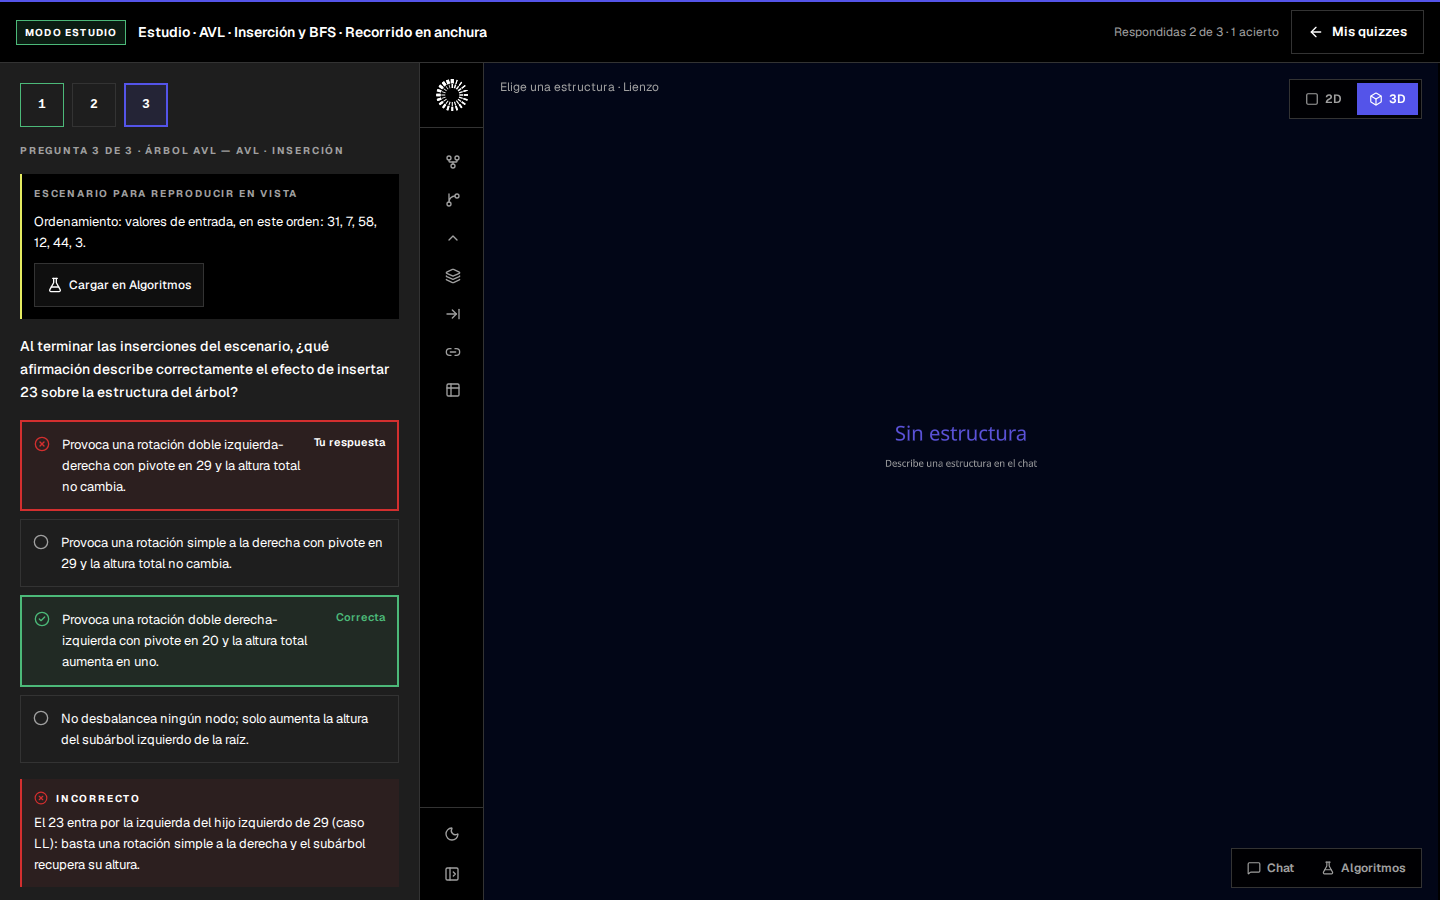 MODO ESTUDIO
Estudio · AVL · Inserción y BFS · Recorrido en anchura
Respondidas 2 de 3 · 1 acierto
Mis quizzes
1
2
3
PREGUNTA 3 DE 3 · ÁRBOL AVL — AVL · INSERCIÓN
ESCENARIO PARA REPRODUCIR EN VISTA
Ordenamiento: valores de entrada, en este orden: 31, 7, 58,
12, 44, 3.
Cargar en Algoritmos
Al terminar las inserciones del escenario, ¿qué
afirmación describe correctamente el efecto de insertar
23 sobre la estructura del árbol?
Provoca una rotación doble izquierda-
derecha con pivote en 29 y la altura total
no cambia.
Tu respuesta
Provoca una rotación simple a la derecha con pivote en
29 y la altura total no cambia.
Provoca una rotación doble derecha-
izquierda con pivote en 20 y la altura total
aumenta en uno.
Correcta
No desbalancea ningún nodo; solo aumenta la altura
del subárbol izquierdo de la raíz.
INCORRECTO
El 23 entra por la izquierda del hijo izquierdo de 29 (caso
LL): basta una rotación simple a la derecha y el subárbol
recupera su altura.
Elige una estructura · Lienzo
2D
3D
Sin estructura
Describe una estructura en el chat
Chat
Algoritmos